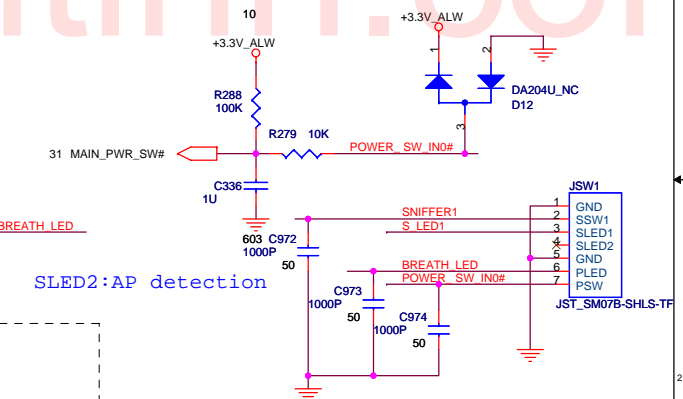 10
+3.3V_ALW
+3.3V_ALW
1
2
DA204U_NC
D12
3
R288
100K
R279 10K
POWER_SW_IN0#
31 MAIN_PWR_SW#
C336
1U
603
JSW1
SNIFFER1
1 GND
2 SSW1
S_LED1
3 SLED1
4 SLED2
5 GND
BREATH_LED
6 PLED
POWER_SW_IN0#
7 PSW
JST_SM07B-SHLS-TF
BREATH_LED
C972
1000P
50
SLED2:AP detection
C973
1000P
50
C974
1000P
50
2